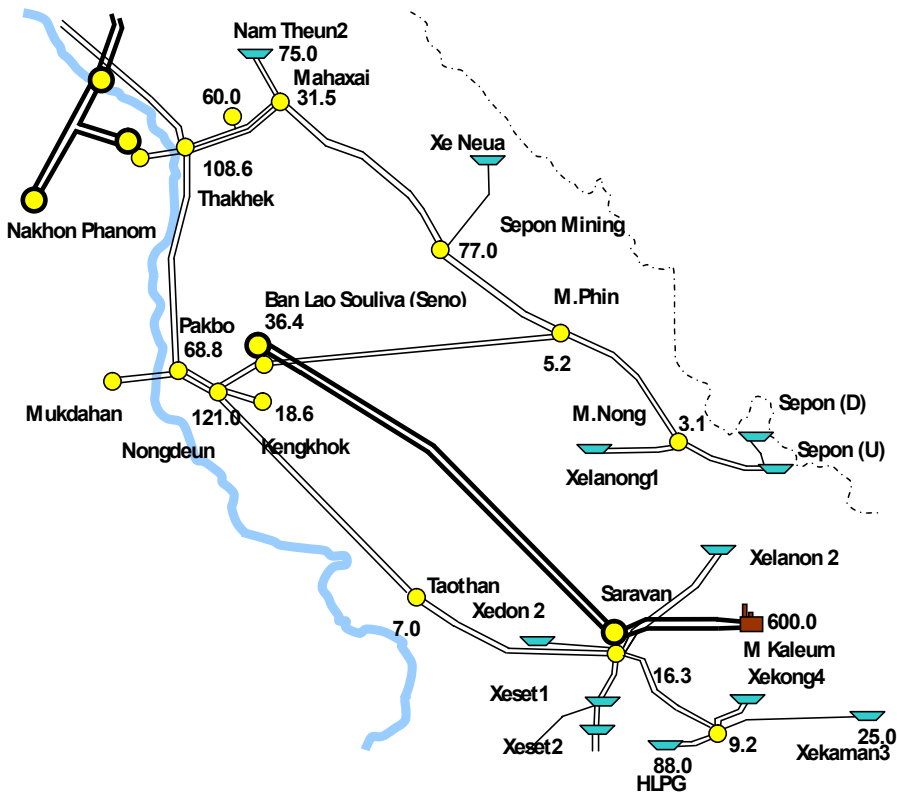 Nam Theun2
75.0
Mahaxai
60.0
31.5
Xe Neua
108.6
Thakhek
Nakhon Phanom
Sepon Mining
77.0
Ban Lao Souliva (Seno)
36.4
M.Phin
Pakbo
68.8
5.2
Mukdahan
121.0
18.6
Kengkhok
Nongdeun
M.Nong
3.1
Sepon (D)
Sepon (U)
Xelanong1
Xelanon 2
Taothan
7.0
Xedon 2
Saravan
600.0
M Kaleum
16.3
Xekong4
Xeset1
Xeset2
9.2
25.0
Xekaman3
88.0
HLPG